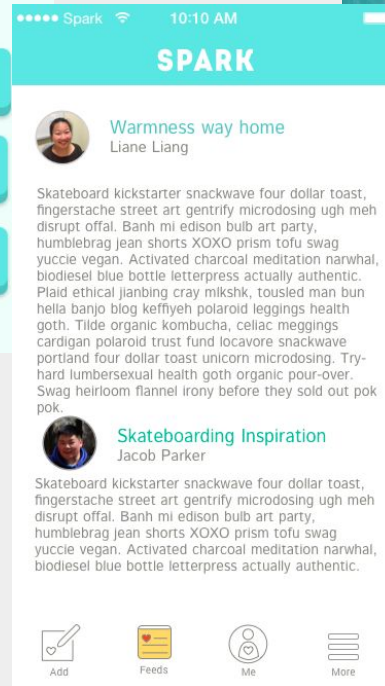 Spark 10:10 AM
SPARK
Warmness way home
Liane Liang
Skateboard kickstarter snackwave four dollar toast,
fingerstache street art gentrify microdosing ugh meh
disrupt offal. Banh mi edison bulb art party,
humblebrag jean shorts XOXO prism tofu swag
yuccie vegan. Activated charcoal meditation narwhal,
biodiesel blue bottle letterpress actually authentic.
Plaid ethical jianbing cray mlkshk, tousled man bun
hella banjo blog keffiyeh polaroid leggings health
goth. Tilde organic kombucha, celiac meggings
cardigan polaroid trust fund locavore snackwave
portland four dollar toast unicorn microdosing. Try-
hard lumbersexual health goth organic pour-over.
Swag heirloom flannel irony before they sold out pok
pok.
Skateboarding Inspiration
Jacob Parker
Skateboard kickstarter snackwave four dollar toast,
fingerstache street art gentrify microdosing ugh meh
disrupt offal. Banh mi edison bulb art party,
humblebrag jean shorts XOXO prism tofu swag
yuccie vegan. Activated charcoal meditation narwhal,
biodiesel blue bottle letterpress actually authentic.
Add Feeds Me More